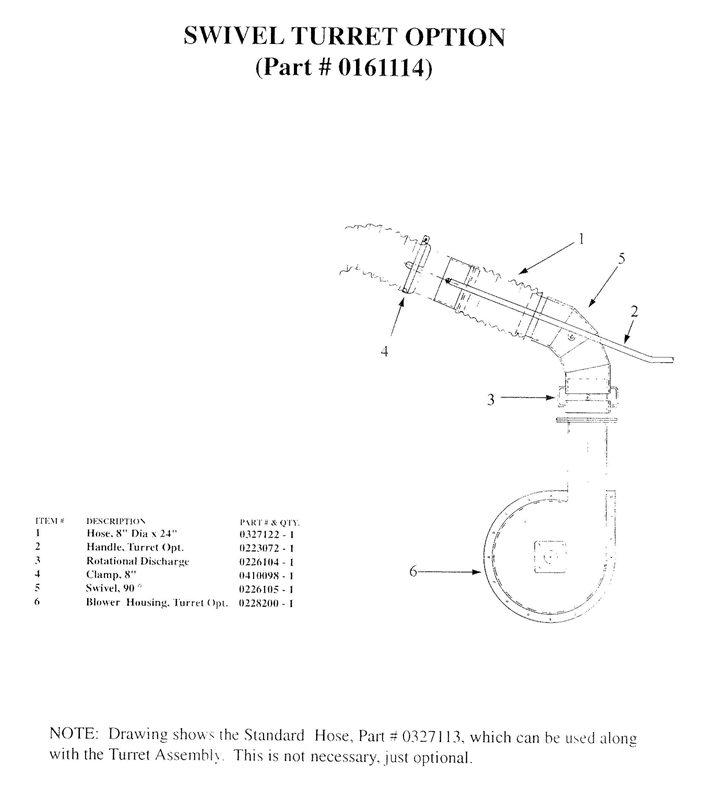 SWIVEL TURRET OPTION
(Part # 0161114)
1
5
2
4
3
6
ITEM # DESCRIPTION PART # & QTY.
1 Hose, 8" Dia x 24" 0327122 - 1
2 Handle, Turret Opt. 0223072 - 1
3 Rotational Discharge 0226104 - 1
4 Clamp, 8" 0410098 - 1
5 Swivel, 90 ° 0226105 - 1
6 Blower Housing, Turret Opt. 0228200 - 1
NOTE: Drawing shows the Standard Hose, Part # 0327113, which can be used along
with the Turret Assembly. This is not necessary, just optional.